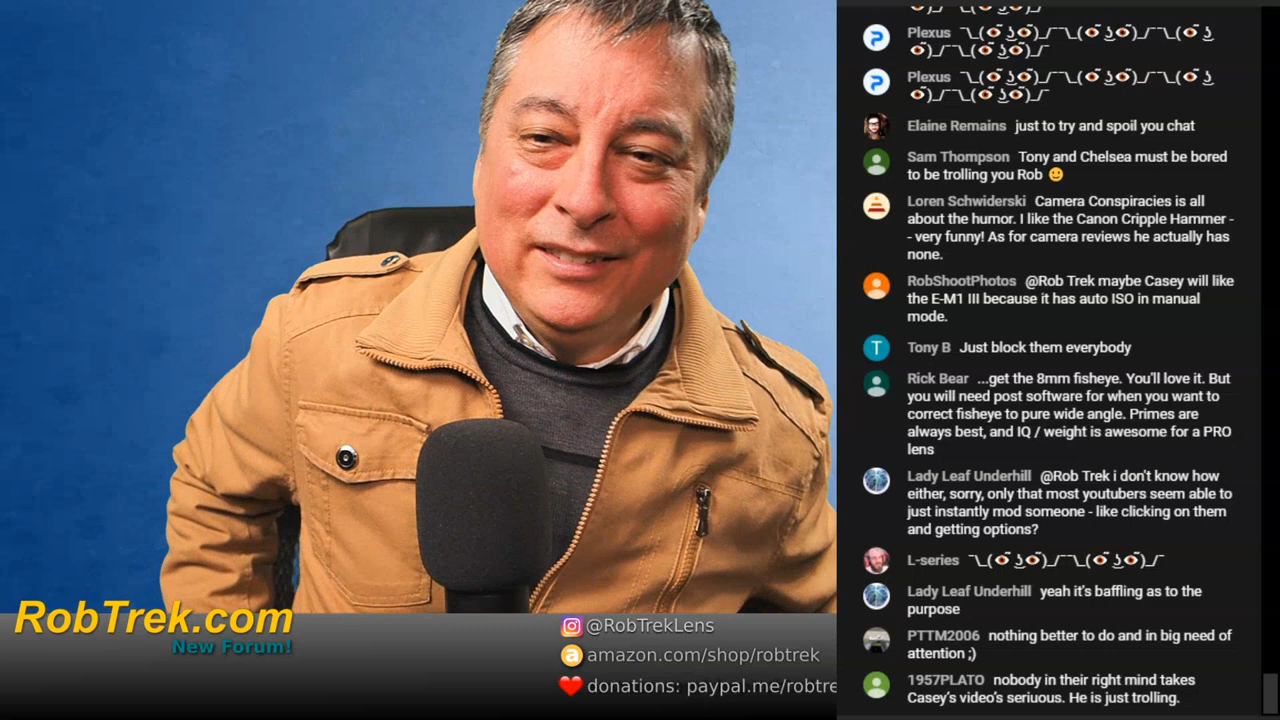 RobTrek.com
New Forum!
@RobTrekLens
amazon.com/shop/robtrek
donations: paypal.me/robtre
Plexus ¯\_(👁 ͜ʖ👁)_/¯¯\_(👁 ͜ʖ👁)_/¯¯\_(👁 ͜ʖ
👁)_/¯¯\_(👁 ͜ʖ👁)_/¯
Plexus ¯\_(👁 ͜ʖ👁)_/¯¯\_(👁 ͜ʖ👁)_/¯¯\_(👁 ͜ʖ
👁)_/¯¯\_(👁 ͜ʖ👁)_/¯
Elaine Remains just to try and spoil you chat
Sam Thompson Tony and Chelsea must be bored
to be trolling you Rob 🙂
Loren Schwiderski Camera Conspiracies is all
about the humor. I like the Canon Cripple Hammer -
- very funny! As for camera reviews he actually has
none.
RobShootPhotos @Rob Trek maybe Casey will like
the E-M1 III because it has auto ISO in manual
mode.
T
Tony B Just block them everybody
Rick Bear ...get the 8mm fisheye. You'll love it. But
you will need post software for when you want to
correct fisheye to pure wide angle. Primes are
always best, and IQ / weight is awesome for a PRO
lens
Lady Leaf Underhill @Rob Trek i don't know how
either, sorry, only that most youtubers seem able to
just instantly mod someone - like clicking on them
and getting options?
L-series ¯\_(👁 ͜ʖ👁)_/¯¯\_(👁 ͜ʖ👁)_/¯
Lady Leaf Underhill yeah it's baffling as to the
purpose
PTTM2006 nothing better to do and in big need of
attention ;)
1957PLATO nobody in their right mind takes
Casey's video's seriuous. He is just trolling.